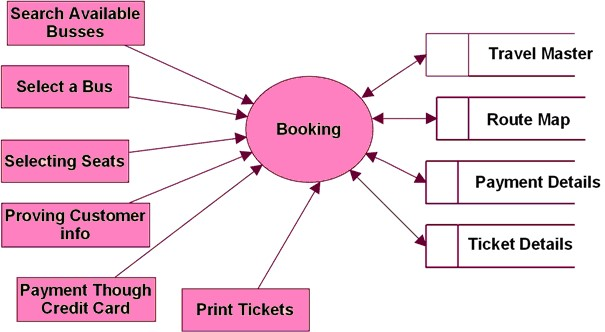 Search Available
Busses
Select a Bus
Selecting Seats
Proving Customer
info
Payment Though
Credit Card
Print Tickets
Booking
Travel Master
Route Map
Payment Details
Ticket Details